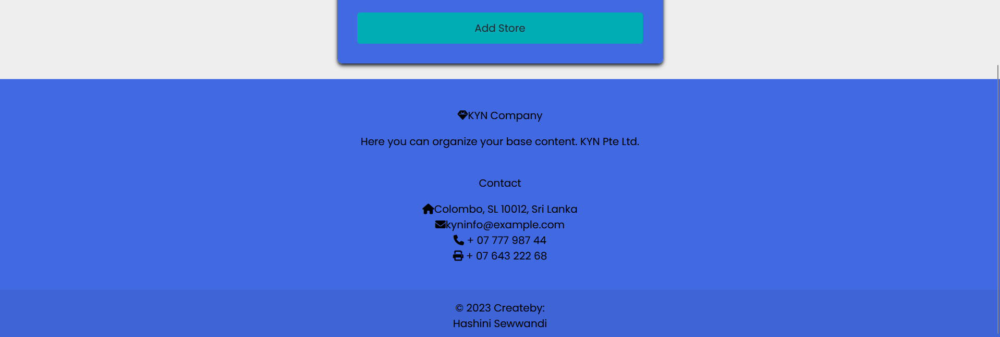 Add Store
KYN Company
Here you can organize your base content. KYN Pte Ltd.
Contact
Colombo, SL 10012, Sri Lanka
kyninfo@example.com
+ 07 777 987 44
+ 07 643 222 68
© 2023 Createby:
Hashini Sewwandi